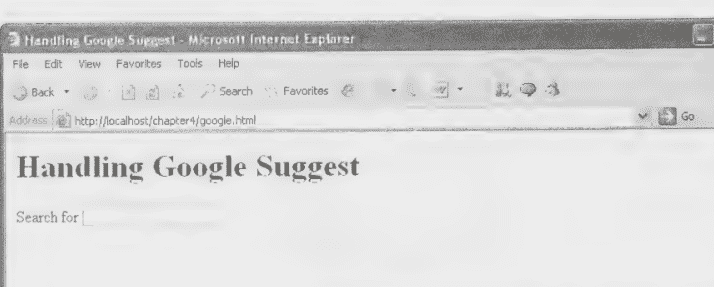 Handling Google Suggest - Microsoft Internet Explorer
File Edit View Favorites Tools Help
Back Search Favorites
Address http://localhost/chapter4/google.html Go
Handling Google Suggest
Search for